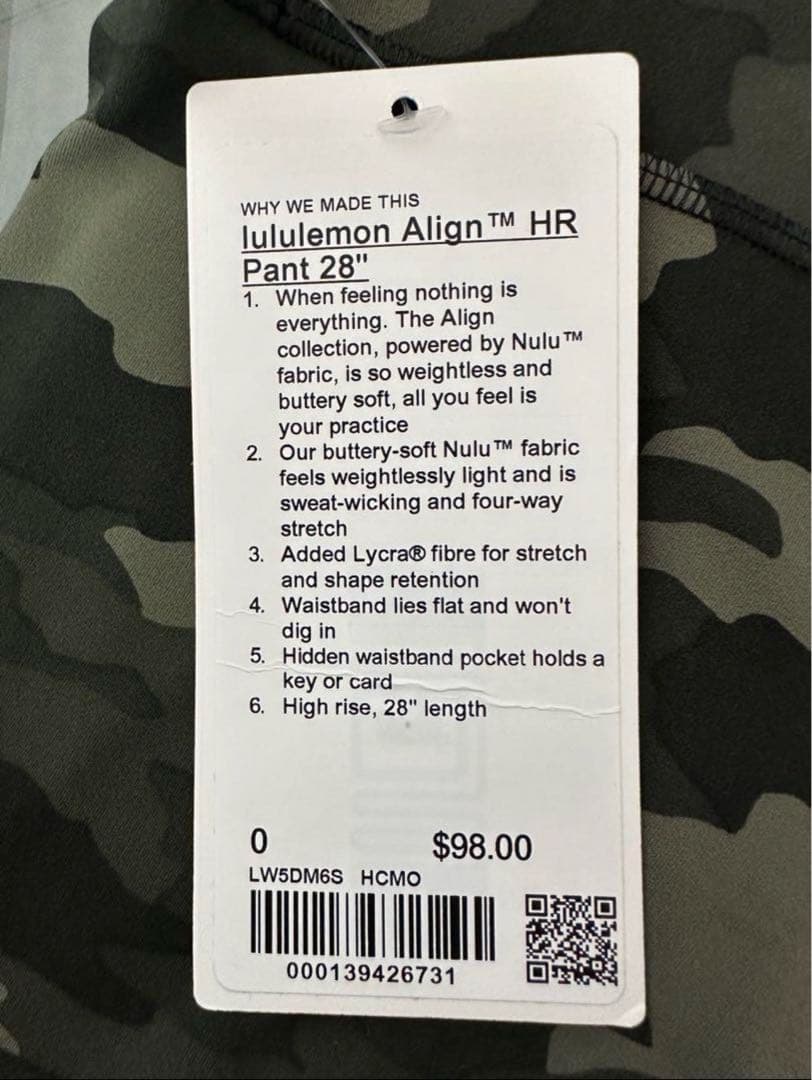 WHY WE MADE THIS
lululemon Align™ HR
Pant 28"
1. When feeling nothing is
everything. The Align
collection, powered by Nulu™
fabric, is so weightless and
buttery soft, all you feel is
your practice
2. Our buttery-soft Nulu™ fabric
feels weightlessly light and is
sweat-wicking and four-way
stretch
3. Added Lycra® fibre for stretch
and shape retention
4. Waistband lies flat and won't
dig in
5. Hidden waistband pocket holds a
key or card
6. High rise, 28" length
0 $98.00
LW5DM6S HCMO
000139426731